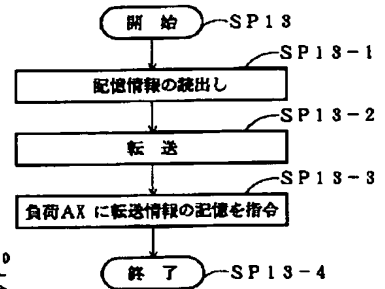 開 始 SP13
SP13-1
記憶情報の読出し
SP13-2
転 送
SP13-3
負荷AXに転送情報の記憶を指令
終 了 SP13-4